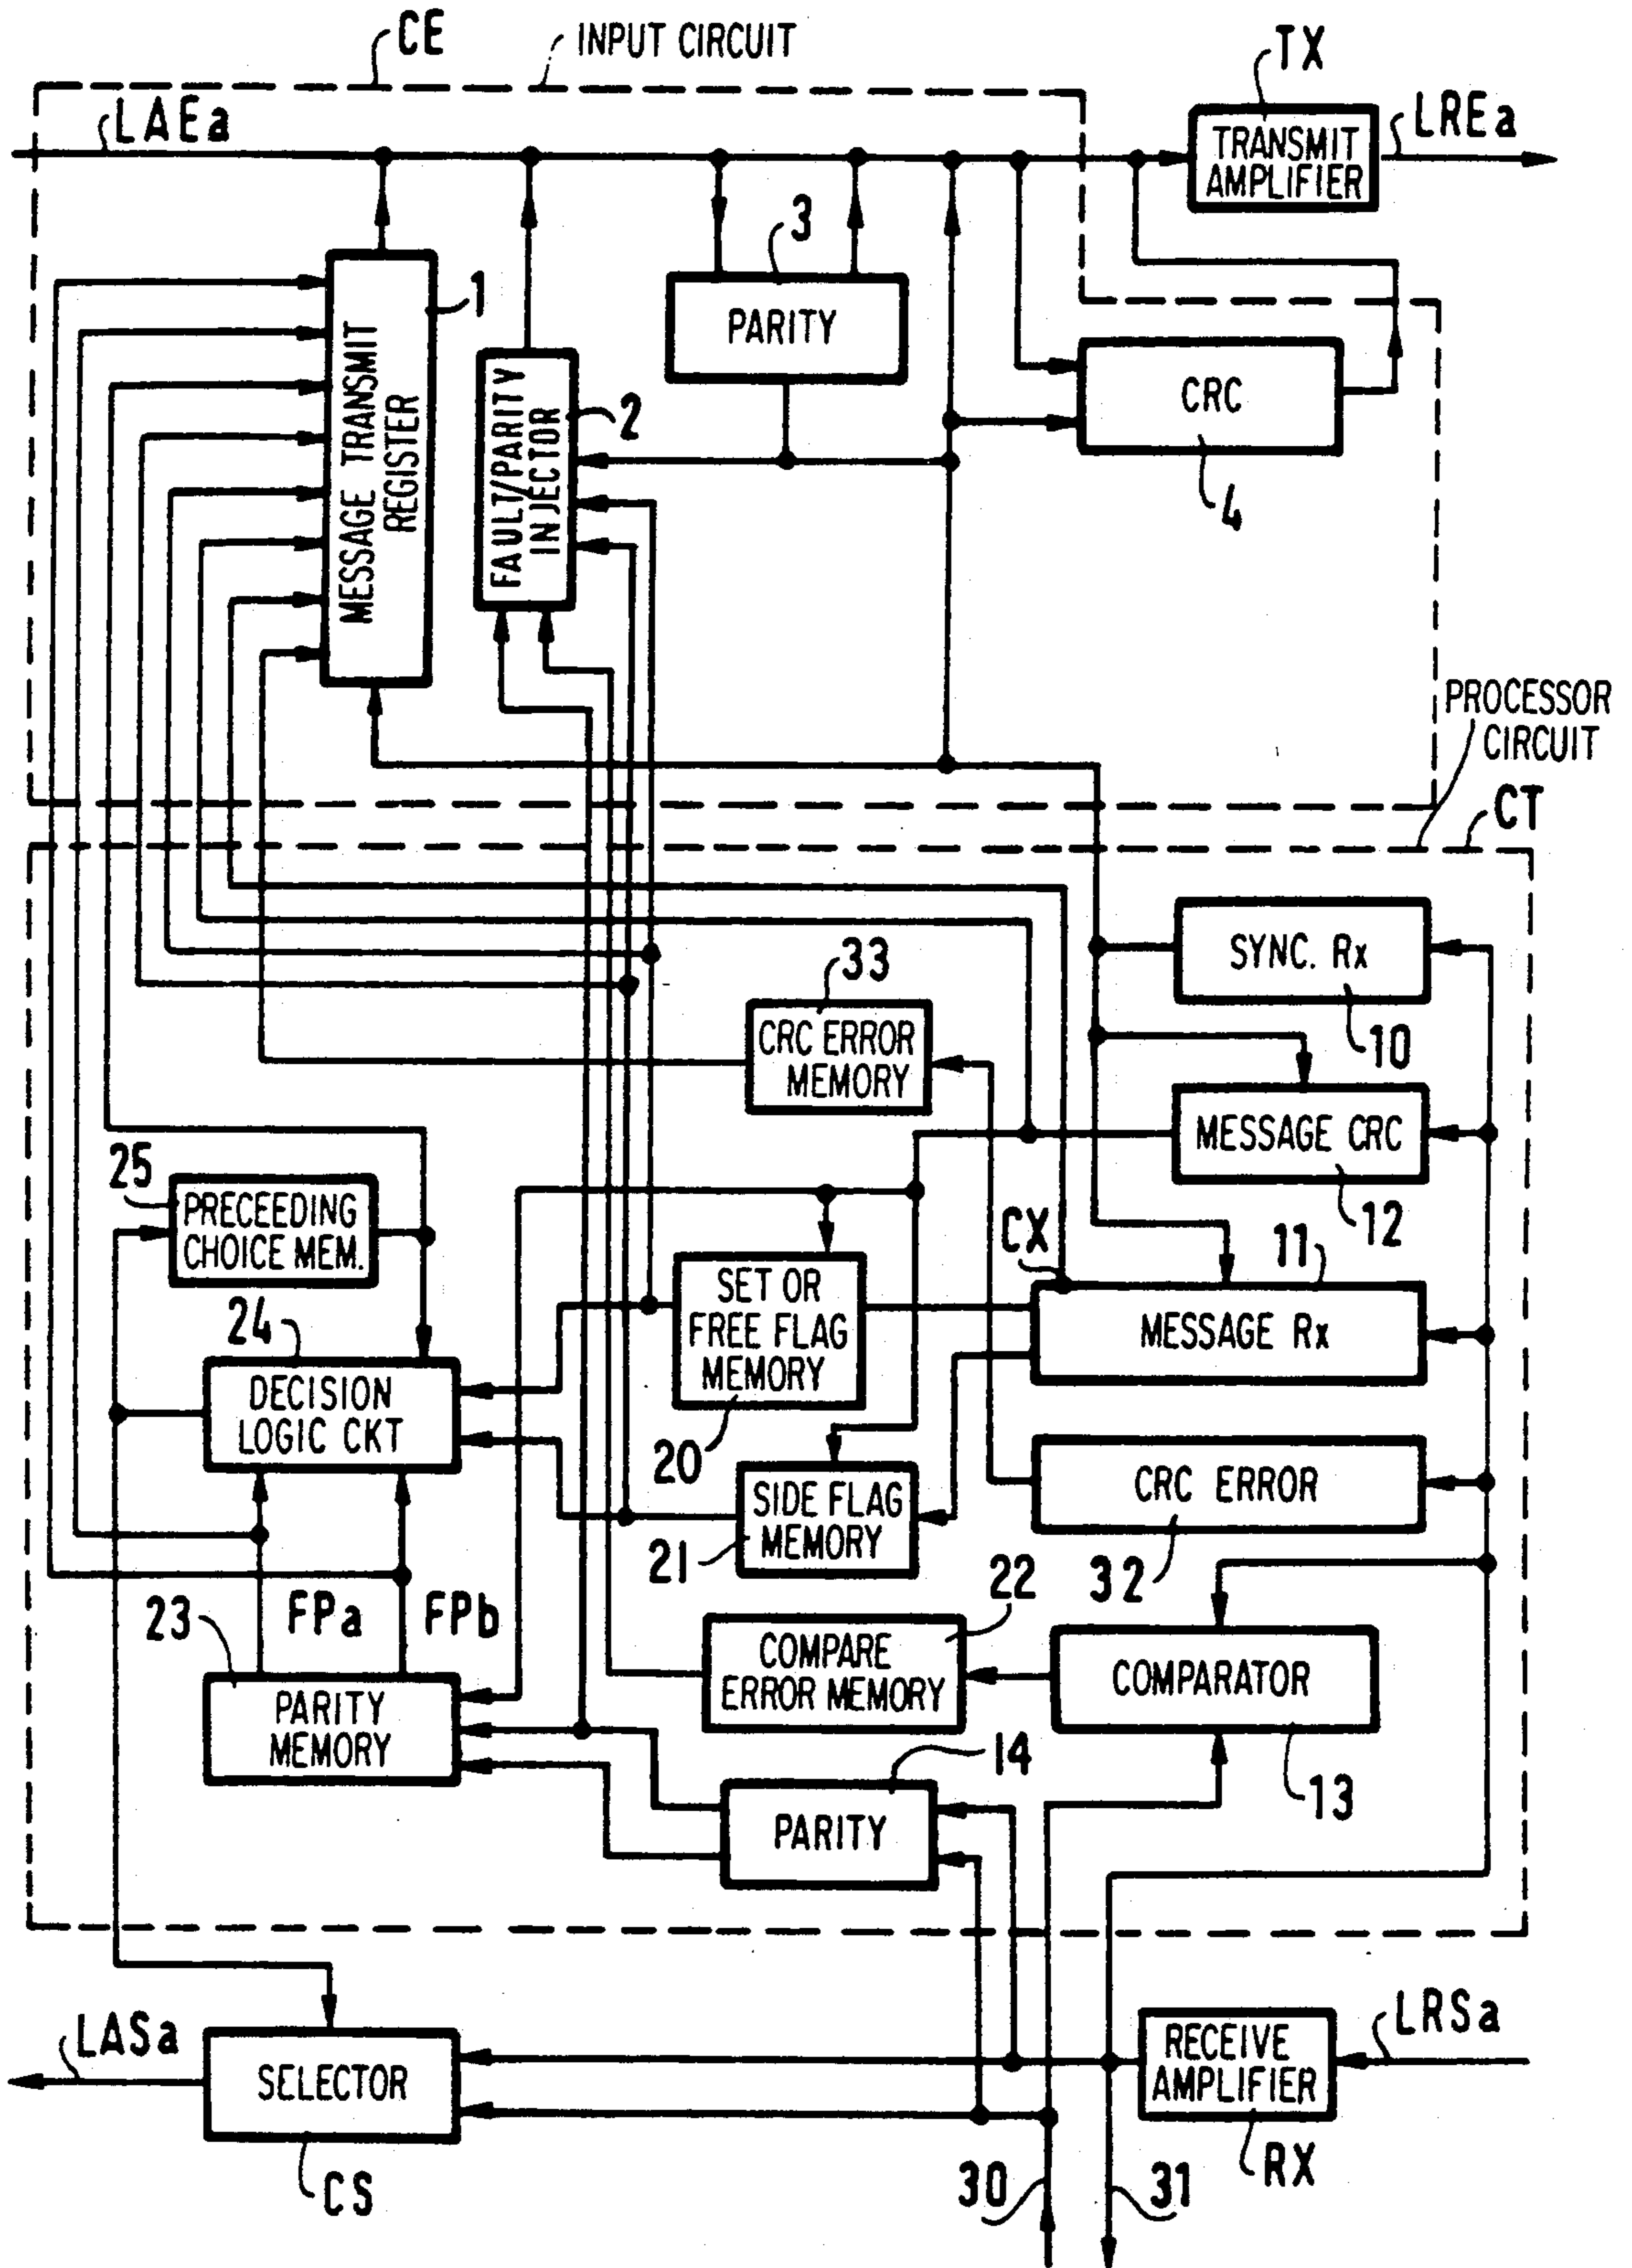 CE
INPUT CIRCUIT
TX
LAEa
TRANSMIT
AMPLIFIER
LREa
3
PARITY
1
MESSAGE TRANSMIT
REGISTER
FAULT/PARITY
INJECTOR
2
CRC
4
PROCESSOR
CIRCUIT
CT
SYNC. Rx
10
33
CRC ERROR
MEMORY
MESSAGE CRC
12
25
PRECEEDING
CHOICE MEM.
CX
11
SET OR
FREE FLAG
MEMORY
20
MESSAGE Rx
24
DECISION
LOGIC CKT
CRC ERROR
32
SIDE FLAG
MEMORY
21
22
23
FPa
FPb
COMPARE
ERROR MEMORY
COMPARATOR
13
PARITY
MEMORY
14
PARITY
LASa
SELECTOR
CS
RECEIVE
AMPLIFIER
LRSa
RX
30
31